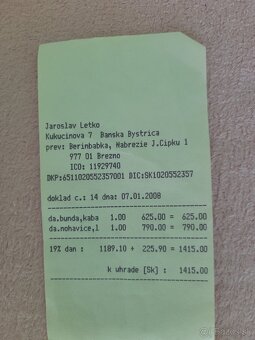 Jaroslav Letko
Kukucinova 7 Banska Bystrica
prev: Berimbabka, Nabrezie J.Cipku 1
977 01 Brezno
ICO: 11929740
DKP:6511020552357001 DIC:SK1020552357
doklad c.: 14 dna: 07.01.2008
da.bunda,kaba 1.00 625.00 = 625.00
da.nohavice,l 1.00 790.00 = 790.00
19% dan : 1189.10 + 225.90 = 1415.00
k uhrade [Sk] : 1415.00